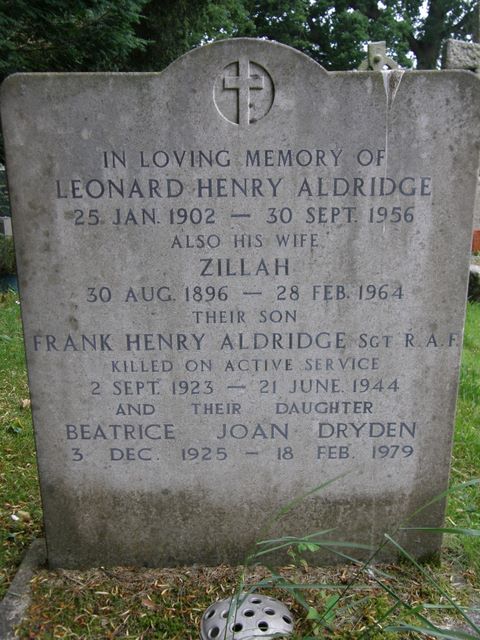 IN LOVING MEMORY OF
LEONARD HENRY ALDRIDGE
25 JAN. 1902 — 30 SEPT. 1956
ALSO HIS WIFE
ZILLAH
30 AUG. 1896 — 28 FEB. 1964
THEIR SON
FRANK HENRY ALDRIDGE SGT R.A.F.
KILLED ON ACTIVE SERVICE
2 SEPT. 1923 — 21 JUNE. 1944
AND THEIR DAUGHTER
BEATRICE JOAN DRYDEN
3 DEC. 1925 – 18 FEB. 1979